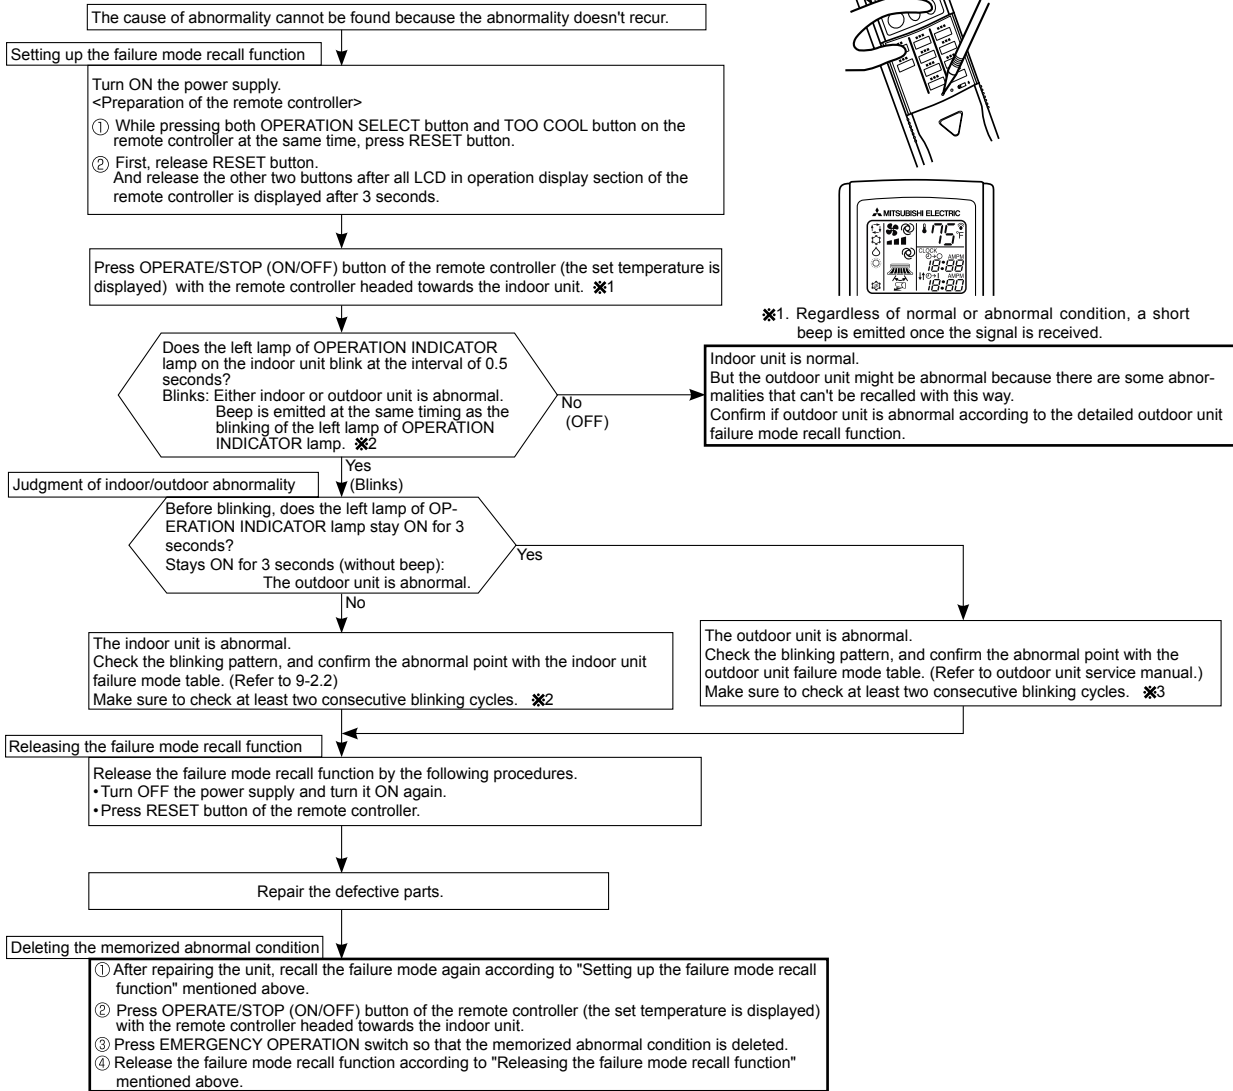 The cause of abnormality cannot be found because the abnormality doesn't recur.
Setting up the failure mode recall function
Turn ON the power supply.
<Preparation of the remote controller>
① While pressing both OPERATION SELECT button and TOO COOL button on the
remote controller at the same time, press RESET button.
② First, release RESET button.
And release the other two buttons after all LCD in operation display section of the
remote controller is displayed after 3 seconds.
MITSUBISHI ELECTRIC
75°F
CLOCK
AMPM
18:88
AMPM
18:80
Press OPERATE/STOP (ON/OFF) button of the remote controller (the set temperature is
displayed) with the remote controller headed towards the indoor unit. ※1
※1. Regardless of normal or abnormal condition, a short
beep is emitted once the signal is received.
Does the left lamp of OPERATION INDICATOR
lamp on the indoor unit blink at the interval of 0.5
seconds?
Blinks: Either indoor or outdoor unit is abnormal.
Beep is emitted at the same timing as the
blinking of the left lamp of OPERATION
INDICATOR lamp. ※2
No
(OFF)
Indoor unit is normal.
But the outdoor unit might be abnormal because there are some abnor-
malities that can't be recalled with this way.
Confirm if outdoor unit is abnormal according to the detailed outdoor unit
failure mode recall function.
Yes
(Blinks)
Judgment of indoor/outdoor abnormality
Before blinking, does the left lamp of OP-
ERATION INDICATOR lamp stay ON for 3
seconds?
Stays ON for 3 seconds (without beep):
The outdoor unit is abnormal.
Yes
No
The indoor unit is abnormal.
Check the blinking pattern, and confirm the abnormal point with the indoor unit
failure mode table. (Refer to 9-2.2)
Make sure to check at least two consecutive blinking cycles. ※2
The outdoor unit is abnormal.
Check the blinking pattern, and confirm the abnormal point with the
outdoor unit failure mode table. (Refer to outdoor unit service manual.)
Make sure to check at least two consecutive blinking cycles. ※3
Releasing the failure mode recall function
Release the failure mode recall function by the following procedures.
•Turn OFF the power supply and turn it ON again.
•Press RESET button of the remote controller.
Repair the defective parts.
Deleting the memorized abnormal condition
① After repairing the unit, recall the failure mode again according to "Setting up the failure mode recall
function" mentioned above.
② Press OPERATE/STOP (ON/OFF) button of the remote controller (the set temperature is displayed)
with the remote controller headed towards the indoor unit.
③ Press EMERGENCY OPERATION switch so that the memorized abnormal condition is deleted.
④ Release the failure mode recall function according to "Releasing the failure mode recall function"
mentioned above.